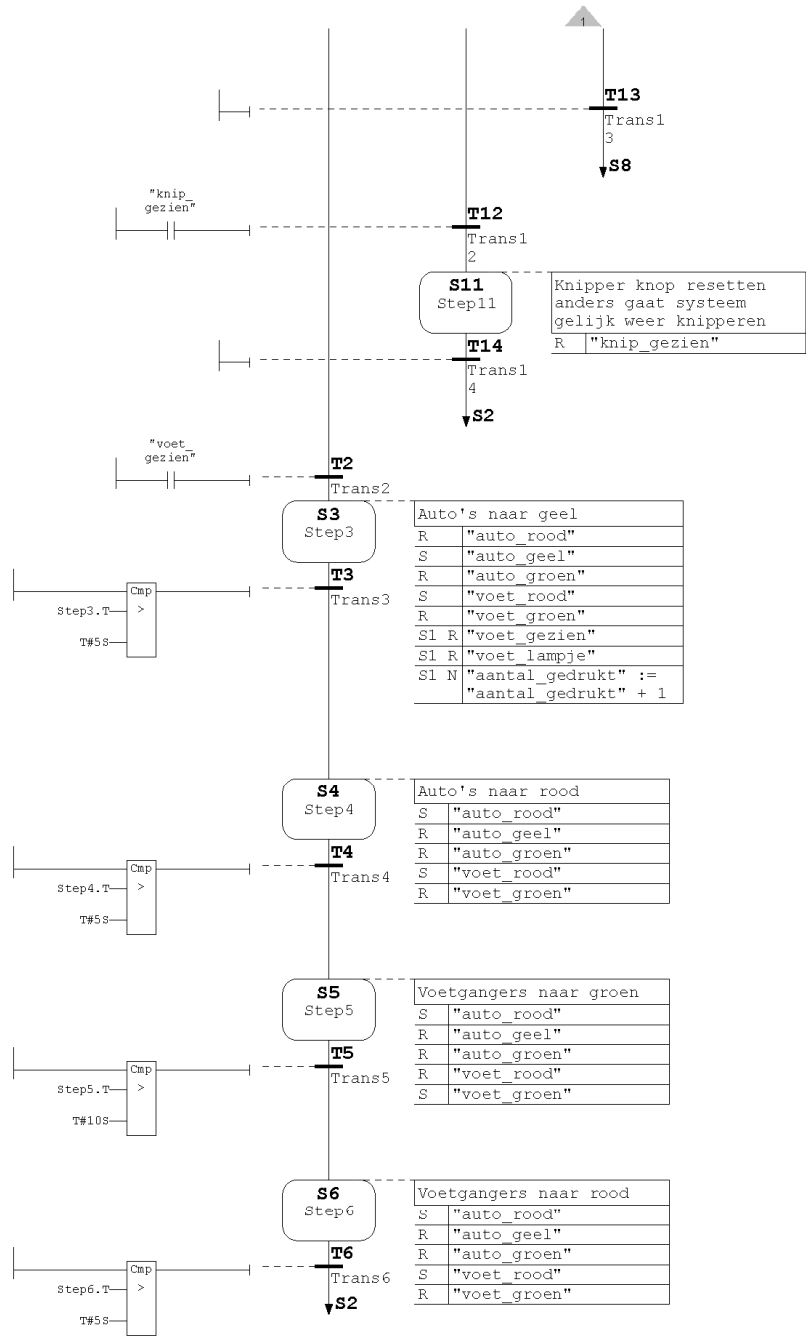 1
T13
Trans1
3
S8
"knip_
gezien"
T12
Trans1
2
S11
Step11
Knipper knop resetten
anders gaat systeem
gelijk weer knipperen
R "knip_gezien"
T14
Trans1
4
S2
"voet_
gezien"
T2
Trans2
S3
Step3
Auto's naar geel
R "auto_rood"
S "auto_geel"
R "auto_groen"
S "voet_rood"
R "voet_groen"
S1 R "voet_gezien"
S1 R "voet_lampje"
S1 N "aantal_gedrukt" :=
"aantal_gedrukt" + 1
T3
Trans3
Cmp
Step3.T
>
T#5S
S4
Step4
Auto's naar rood
S "auto_rood"
R "auto_geel"
R "auto_groen"
S "voet_rood"
R "voet_groen"
T4
Trans4
Cmp
Step4.T
>
T#5S
S5
Step5
Voetgangers naar groen
S "auto_rood"
R "auto_geel"
R "auto_groen"
R "voet_rood"
S "voet_groen"
T5
Trans5
Cmp
Step5.T
>
T#10S
S6
Step6
Voetgangers naar rood
S "auto_rood"
R "auto_geel"
R "auto_groen"
S "voet_rood"
R "voet_groen"
T6
Trans6
Cmp
Step6.T
>
T#5S
S2